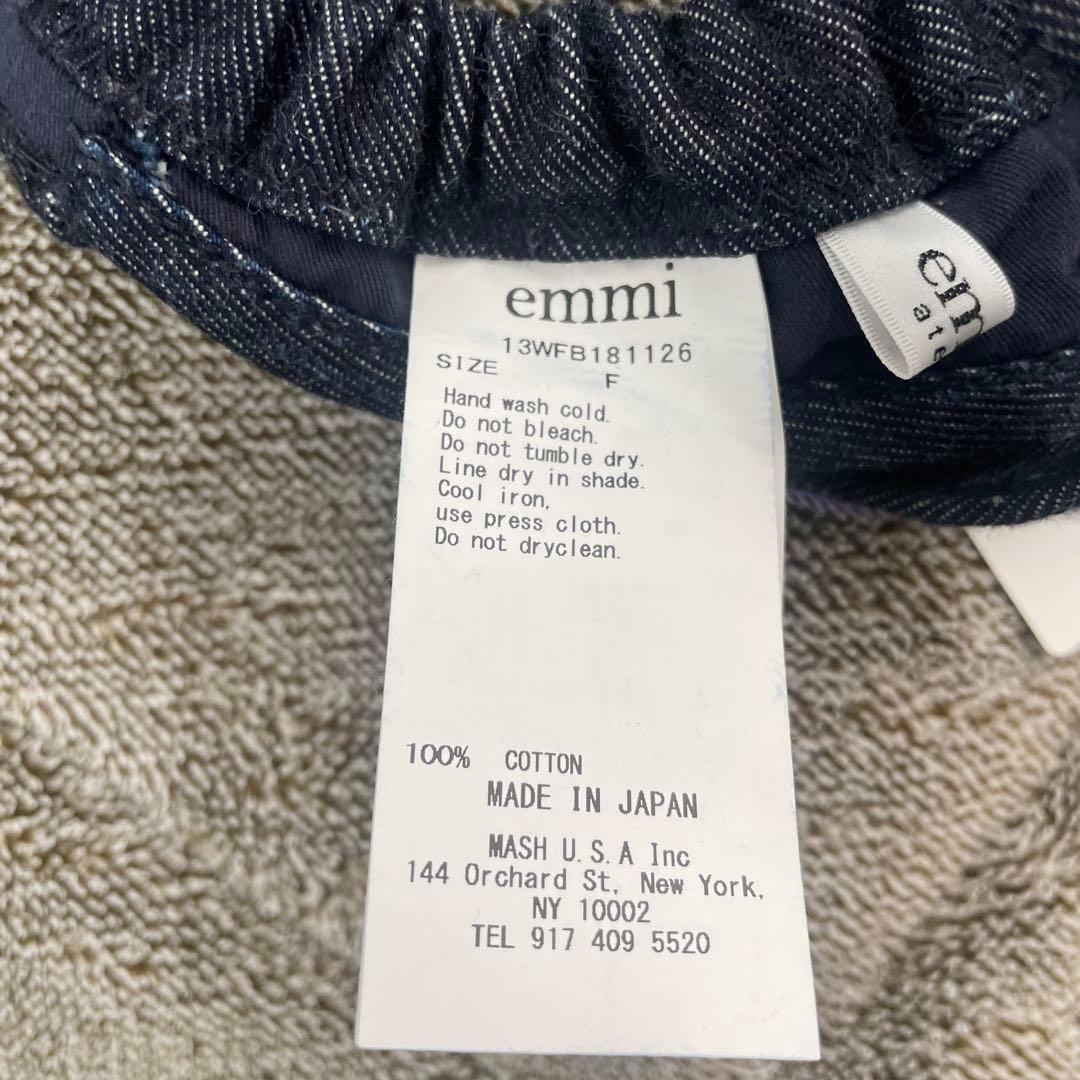 emmi
13WFB181126
SIZE F
Hand wash cold.
Do not bleach.
Do not tumble dry.
Line dry in shade.
Cool iron,
use press cloth.
Do not dryclean.
100% COTTON
MADE IN JAPAN
MASH U.S.A Inc
144 Orchard St, New York,
NY 10002
TEL 917 409 5520